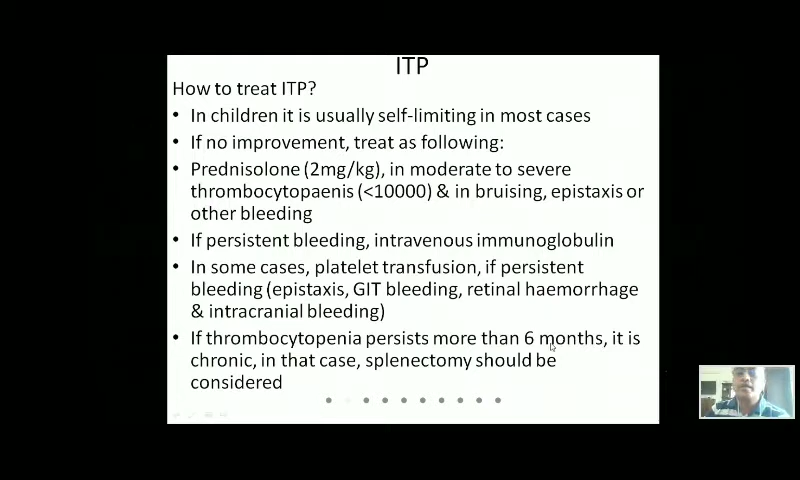 ITP
How to treat ITP?
• In children it is usually self-limiting in most cases
• If no improvement, treat as following:
• Prednisolone (2mg/kg), in moderate to severe
thrombocytopaenis (<10000) & in bruising, epistaxis or
other bleeding
• If persistent bleeding, intravenous immunoglobulin
• In some cases, platelet transfusion, if persistent
bleeding (epistaxis, GIT bleeding, retinal haemorrhage
& intracranial bleeding)
• If thrombocytopenia persists more than 6 months, it is
chronic, in that case, splenectomy should be
considered